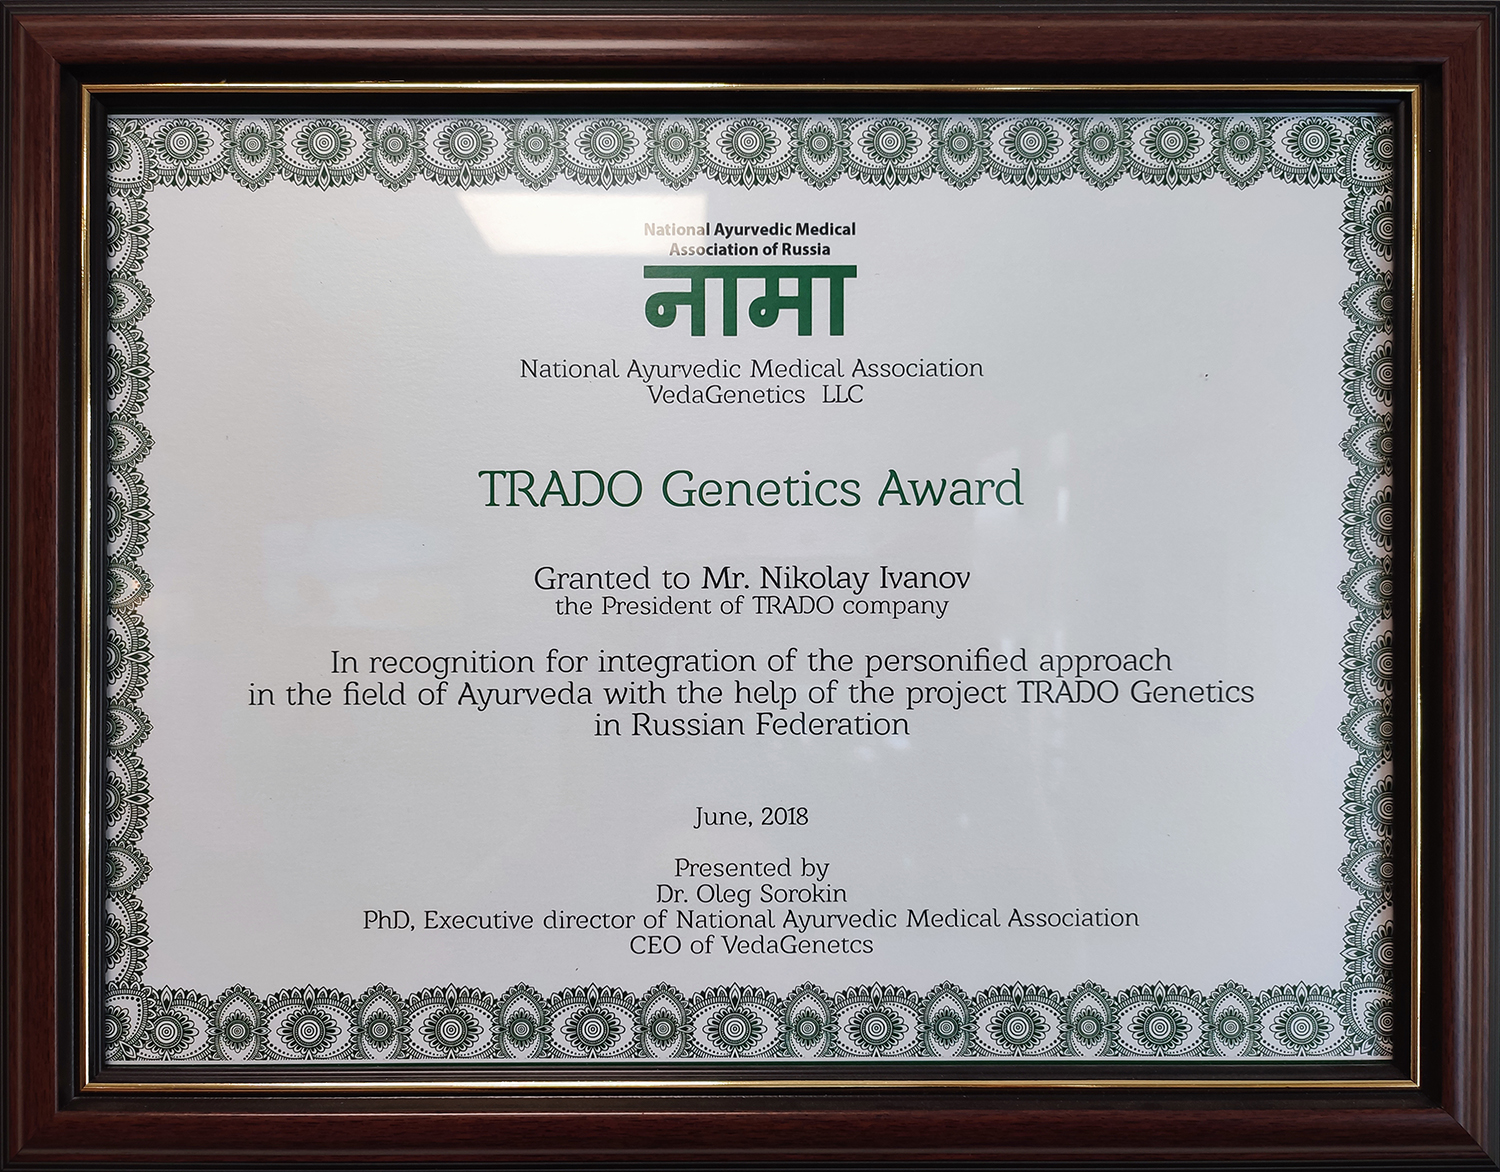 National Ayurvedic Medical
Association of Russia
नामा
National Ayurvedic Medical Association
VedaGenetics LLC
TRADO Genetics Award
Granted to Mr. Nikolay Ivanov
the President of TRADO company
In recognition for integration of the personified approach
in the field of Ayurveda with the help of the project TRADO Genetics
in Russian Federation
June, 2018
Presented by
Dr. Oleg Sorokin
PhD, Executive director of National Ayurvedic Medical Association
CEO of VedaGenetcs